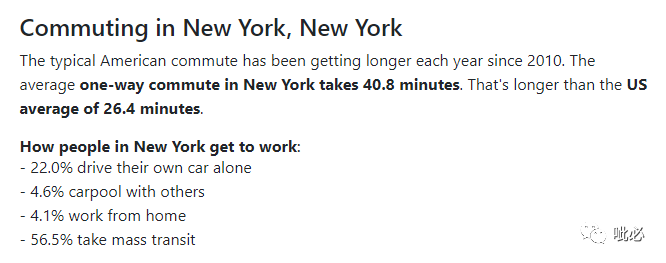 Commuting in New York, New York
The typical American commute has been getting longer each year since 2010. The
average one-way commute in New York takes 40.8 minutes. That's longer than the US
average of 26.4 minutes.
How people in New York get to work:
- 22.0% drive their own car alone
- 4.6% carpool with others
- 4.1% work from home
- 56.5% take mass transit
呲必